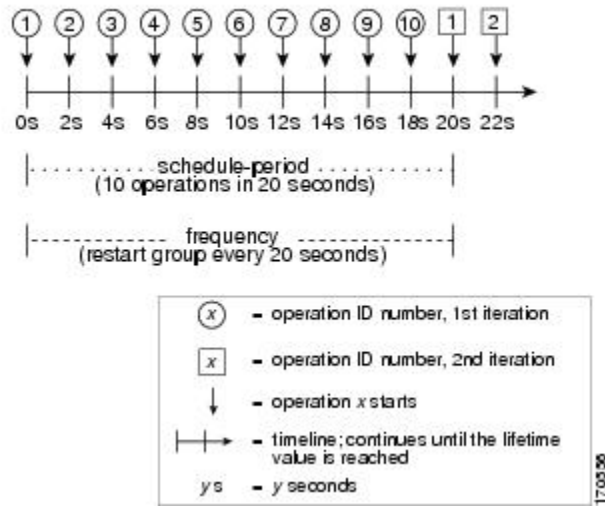 1 2 3 4 5 6 7 8 9 10 1 2
0s 2s 4s 6s 8s 10s 12s 14s 16s 18s 20s 22s
schedule-period
(10 operations in 20 seconds)
frequency
(restart group every 20 seconds)
x – operation ID number, 1st iteration
x – operation ID number, 2nd iteration
– operation x starts
– timeline; continues until the lifetime
value is reached
y s – y seconds
170556